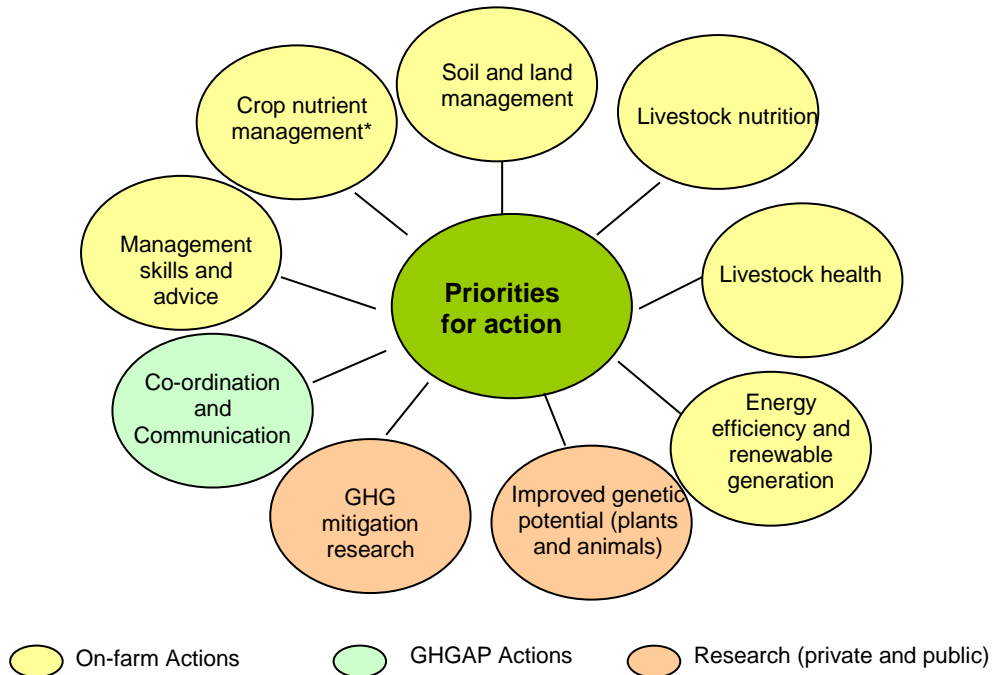 Soil and land
management
Crop nutrient
management*
Livestock nutrition
Management
skills and
advice
Priorities
for action
Livestock health
Co-ordination
and
Communication
Energy
efficiency and
renewable
generation
GHG
mitigation
research
Improved genetic
potential (plants
and animals)
On-farm Actions
GHGAP Actions
Research (private and public)